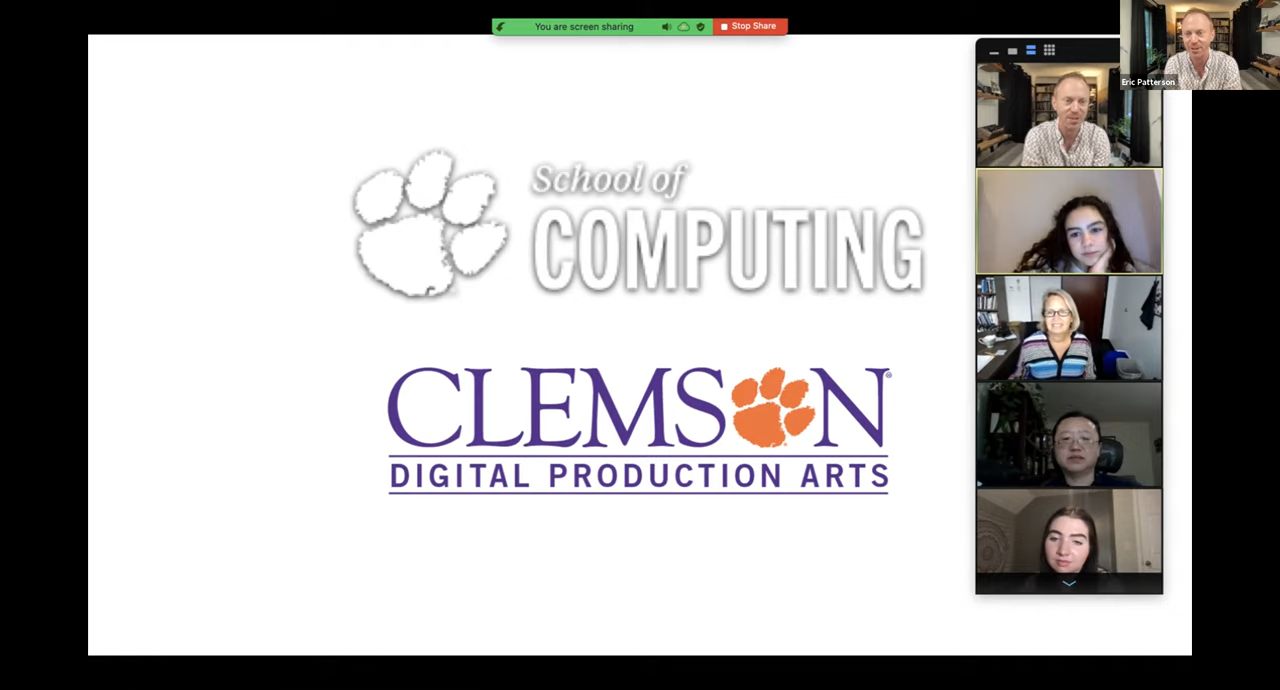 You are screen sharing
Stop Share
Eric Patterson
School of
COMPUTING
CLEMSON
DIGITAL PRODUCTION ARTS